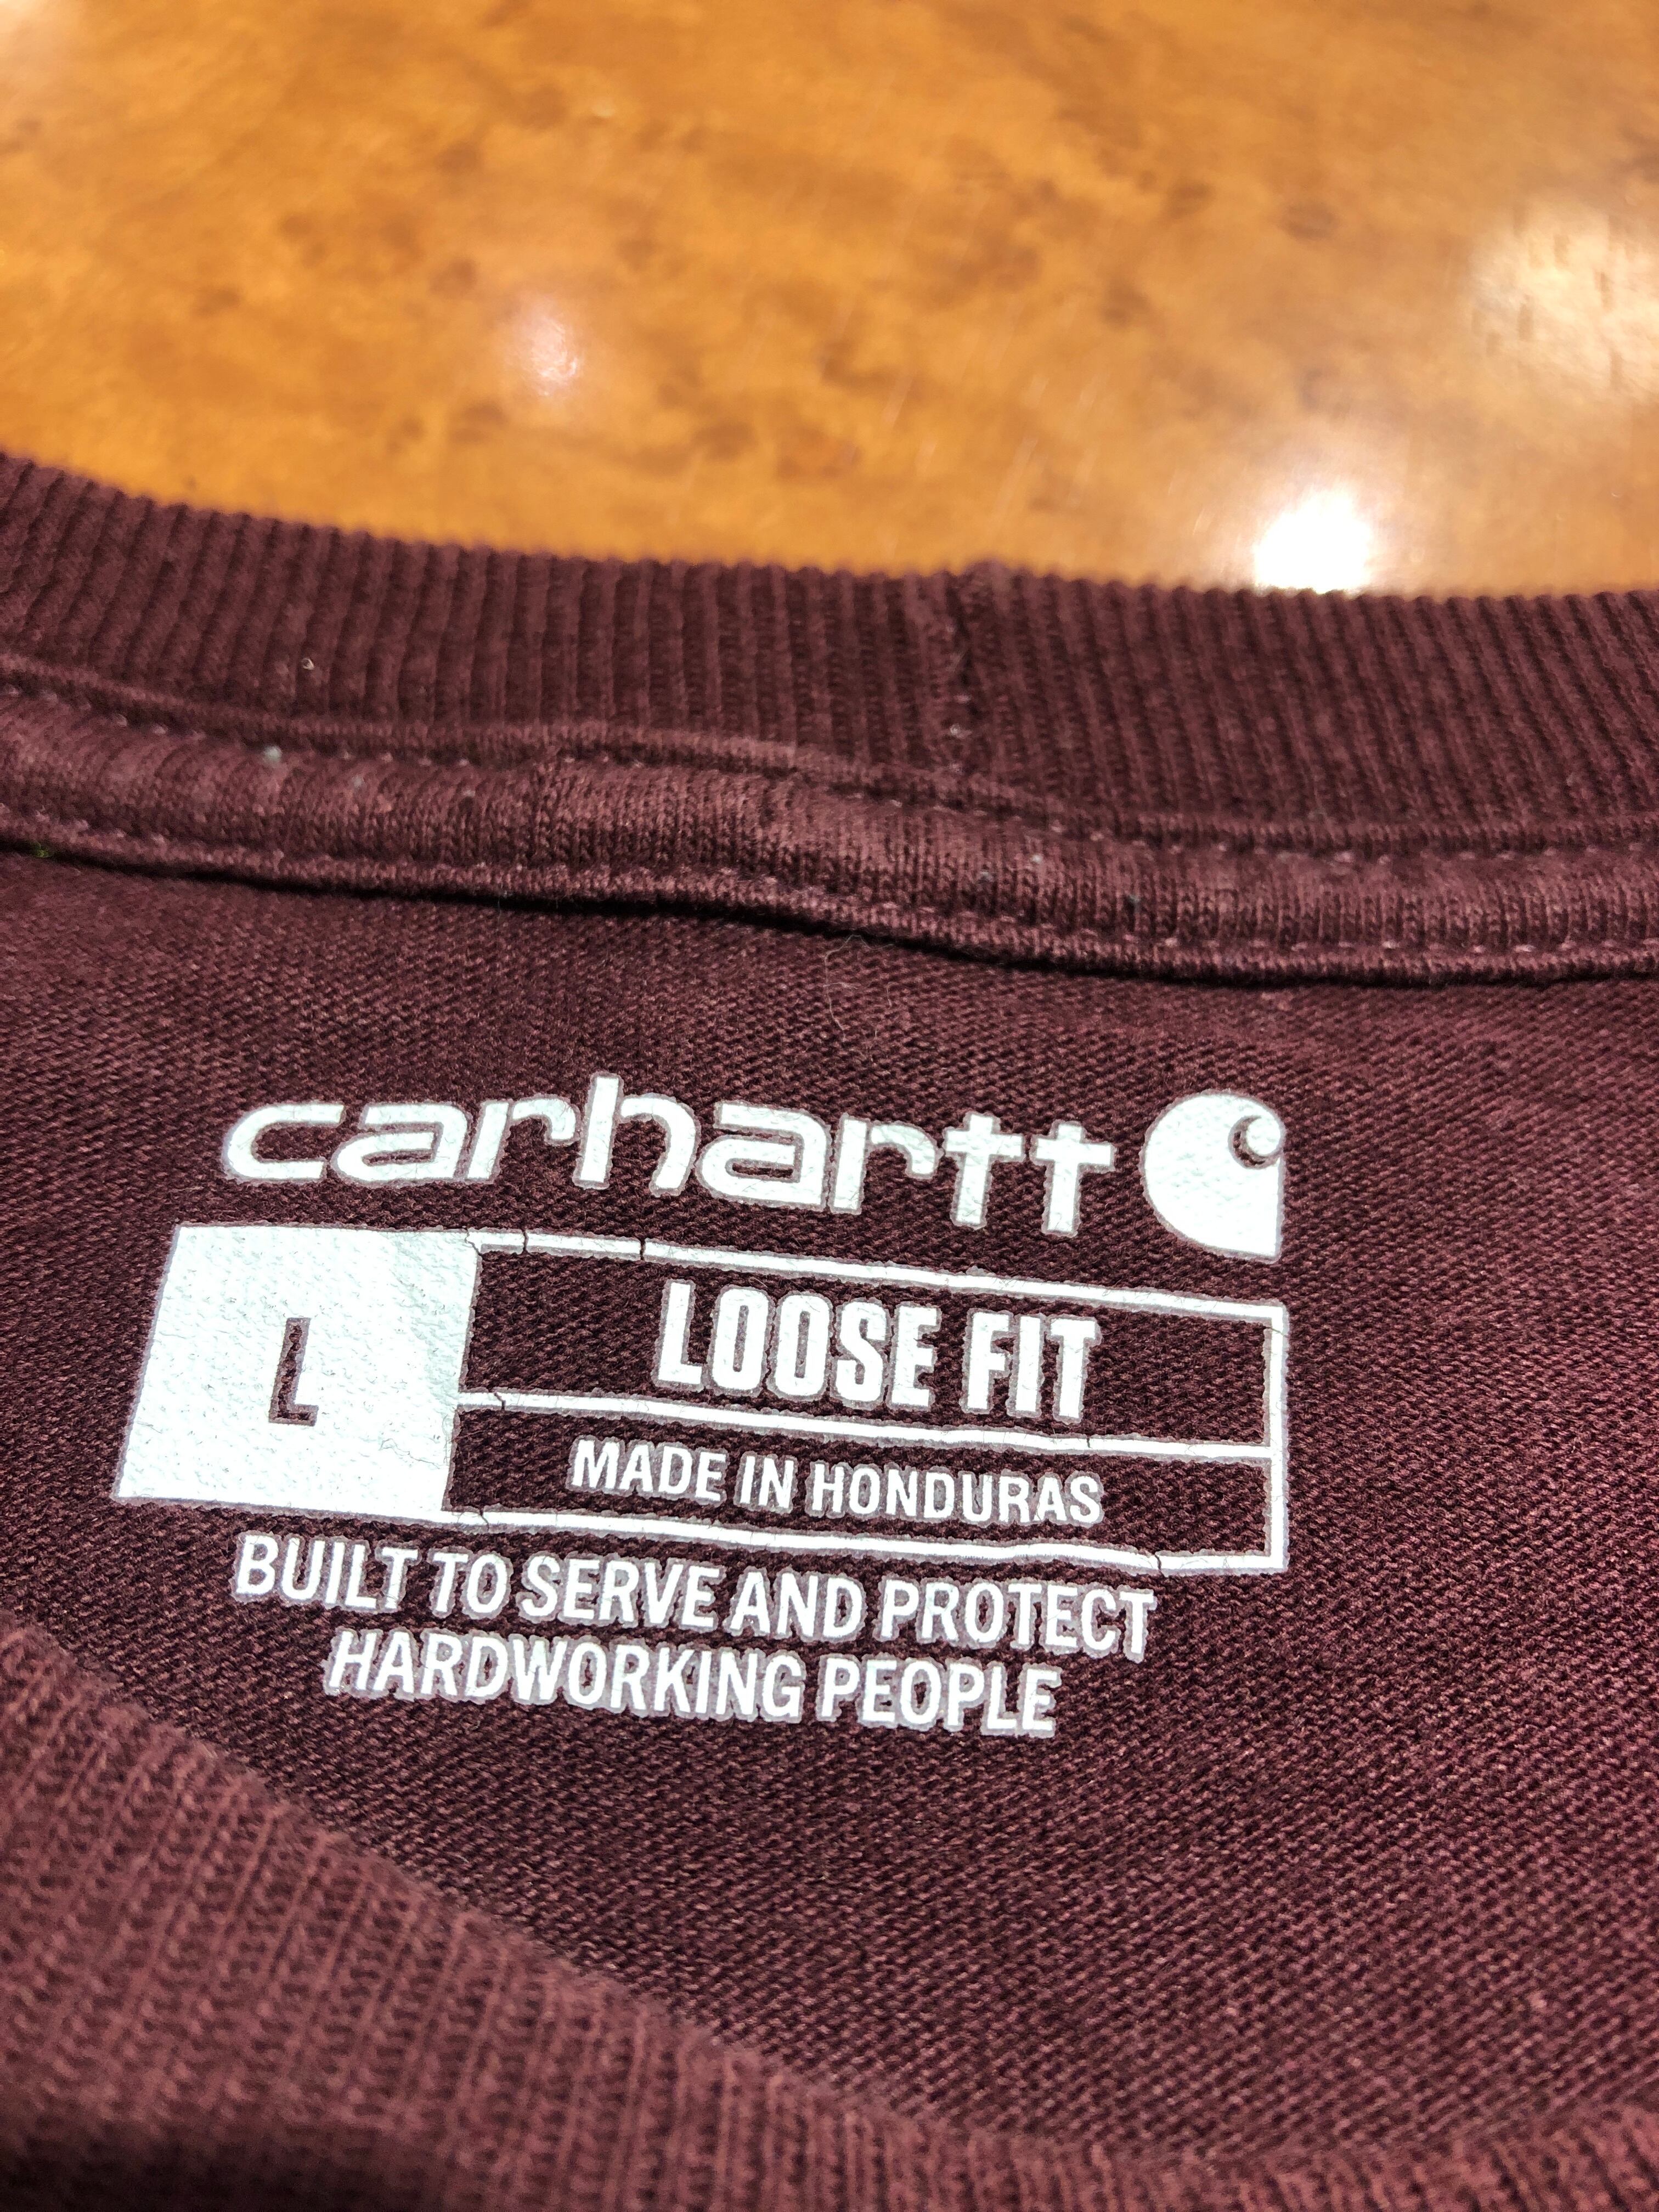 carhartt
L
LOOSE FIT
MADE IN HONDURAS
BUILT TO SERVE AND PROTECT
HARDWORKING PEOPLE